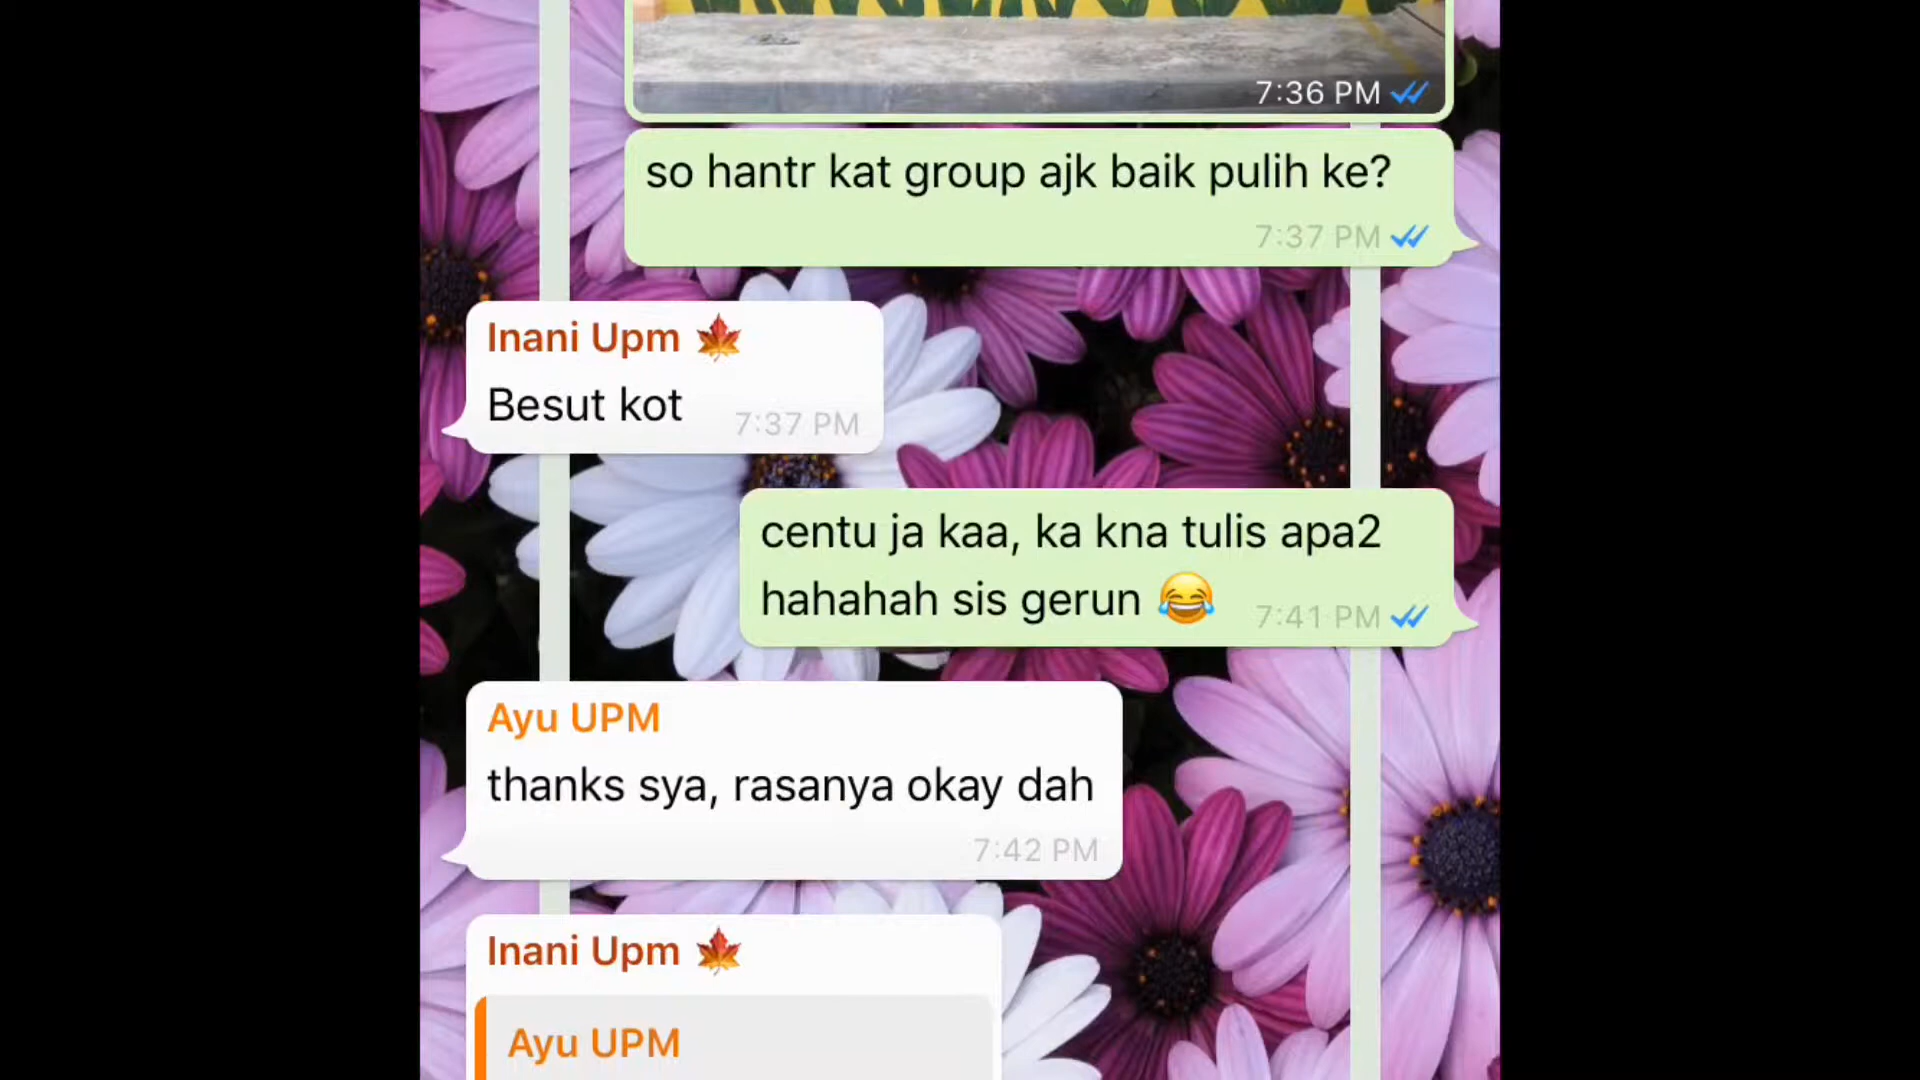 7:36 PM
so hantr kat group ajk baik pulih ke?
7:37 PM
Inani Upm 🍁
Besut kot
7:37 PM
centu ja kaa, ka kna tulis apa2
hahahah sis gerun 😂
7:41 PM
Ayu UPM
thanks sya, rasanya okay dah
7:42 PM
Inani Upm 🍁
Ayu UPM